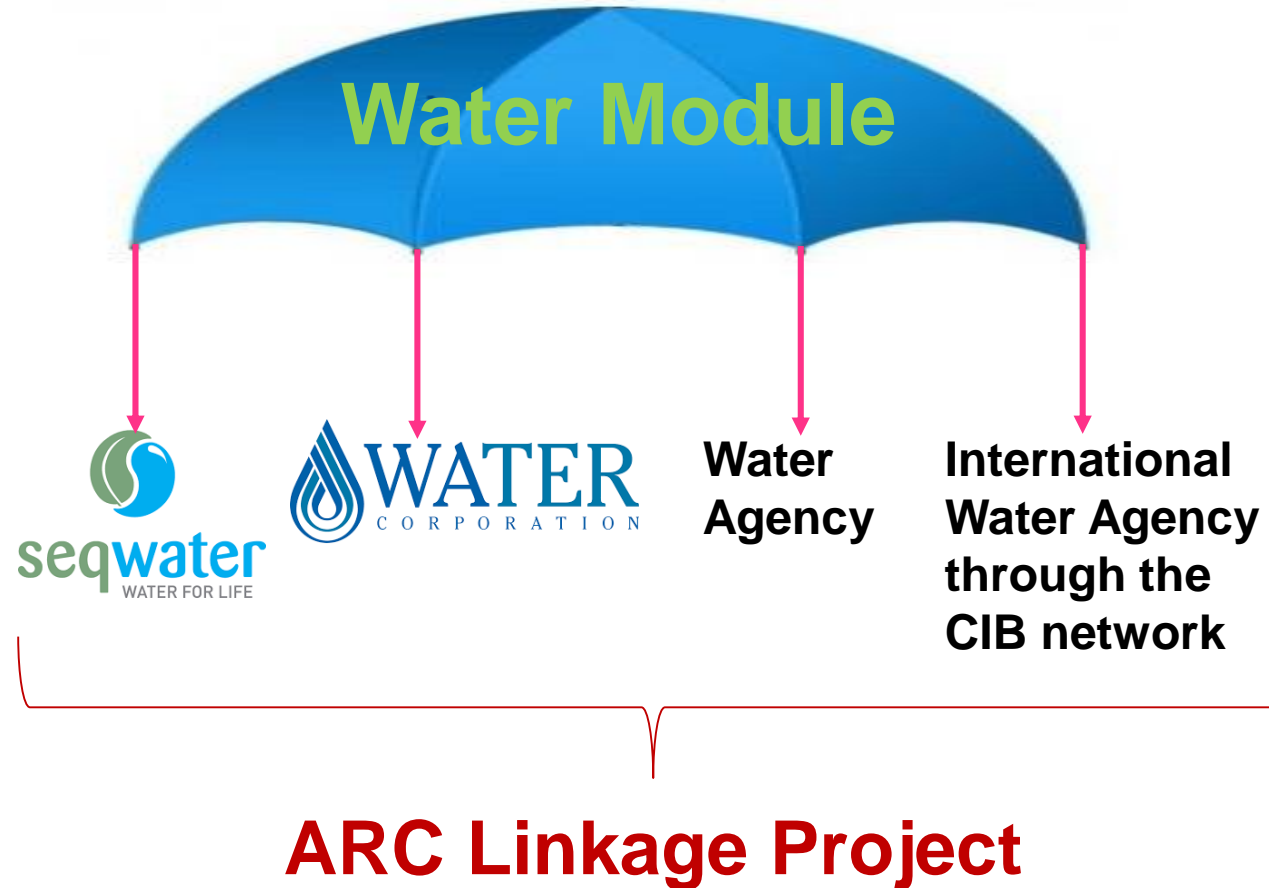 Water Module
seqwater
WATER FOR LIFE
WATER
CORPORATION
Water
Agency
International
Water Agency
through the
CIB network
ARC Linkage Project